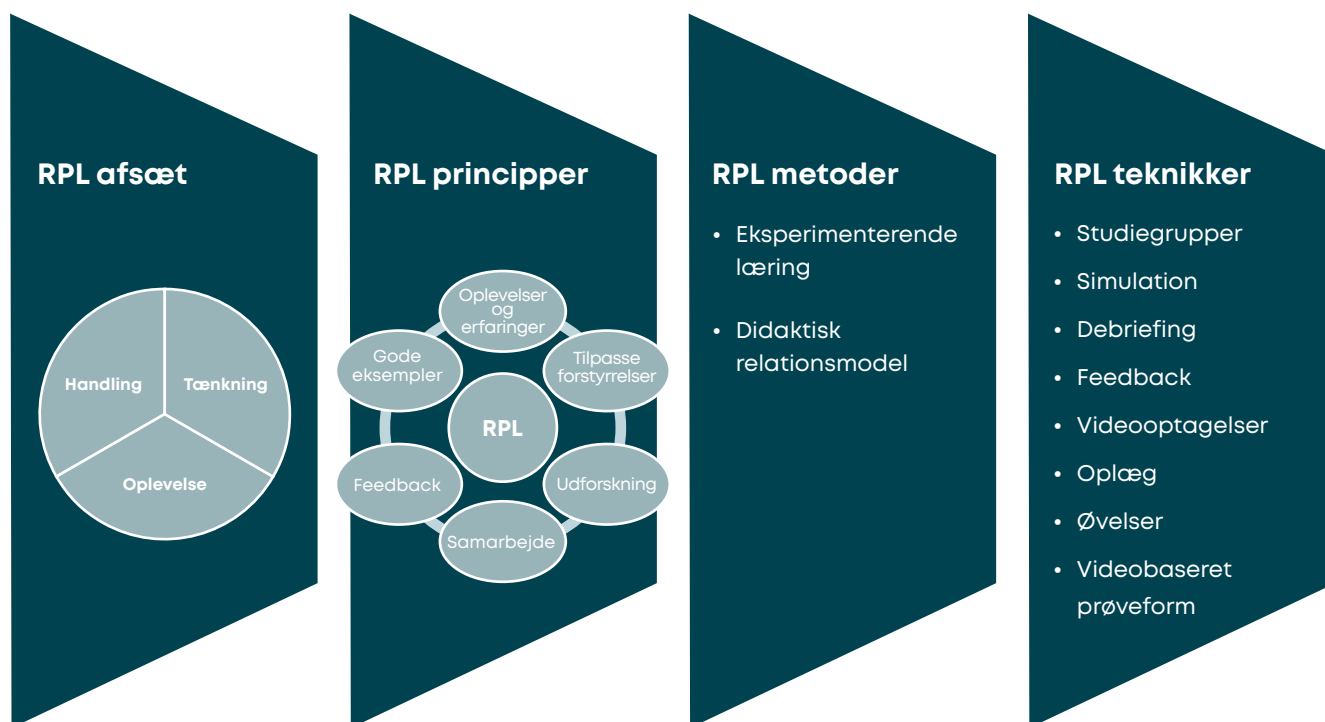 RPL afsæt
Handling
Tænkning
Oplevelse
RPL principper
Oplevelser
og
erfaringer
Gode
eksempler
Tilpasse
forstyrrelser
RPL
Feedback
Udforskning
Samarbejde
RPL metoder
• Eksperimenterende
læring
• Didaktisk
relationsmodel
RPL teknikker
• Studiegrupper
• Simulation
• Debriefing
• Feedback
• Videooptagelser
• Oplæg
• Øvelser
• Videobaseret
prøveform